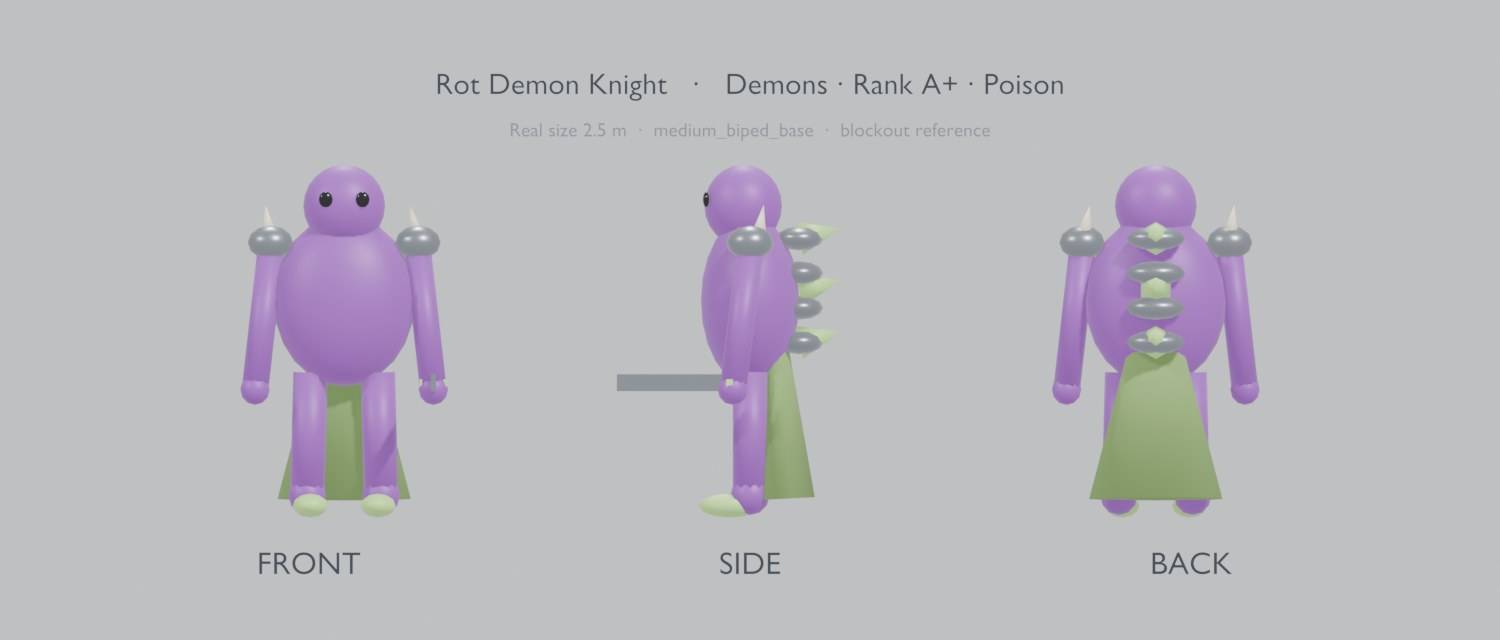 Rot Demon Knight · Demons · Rank A+ · Poison
Real size 2.5 m · medium_biped_base · blockout reference
FRONT SIDE BACK